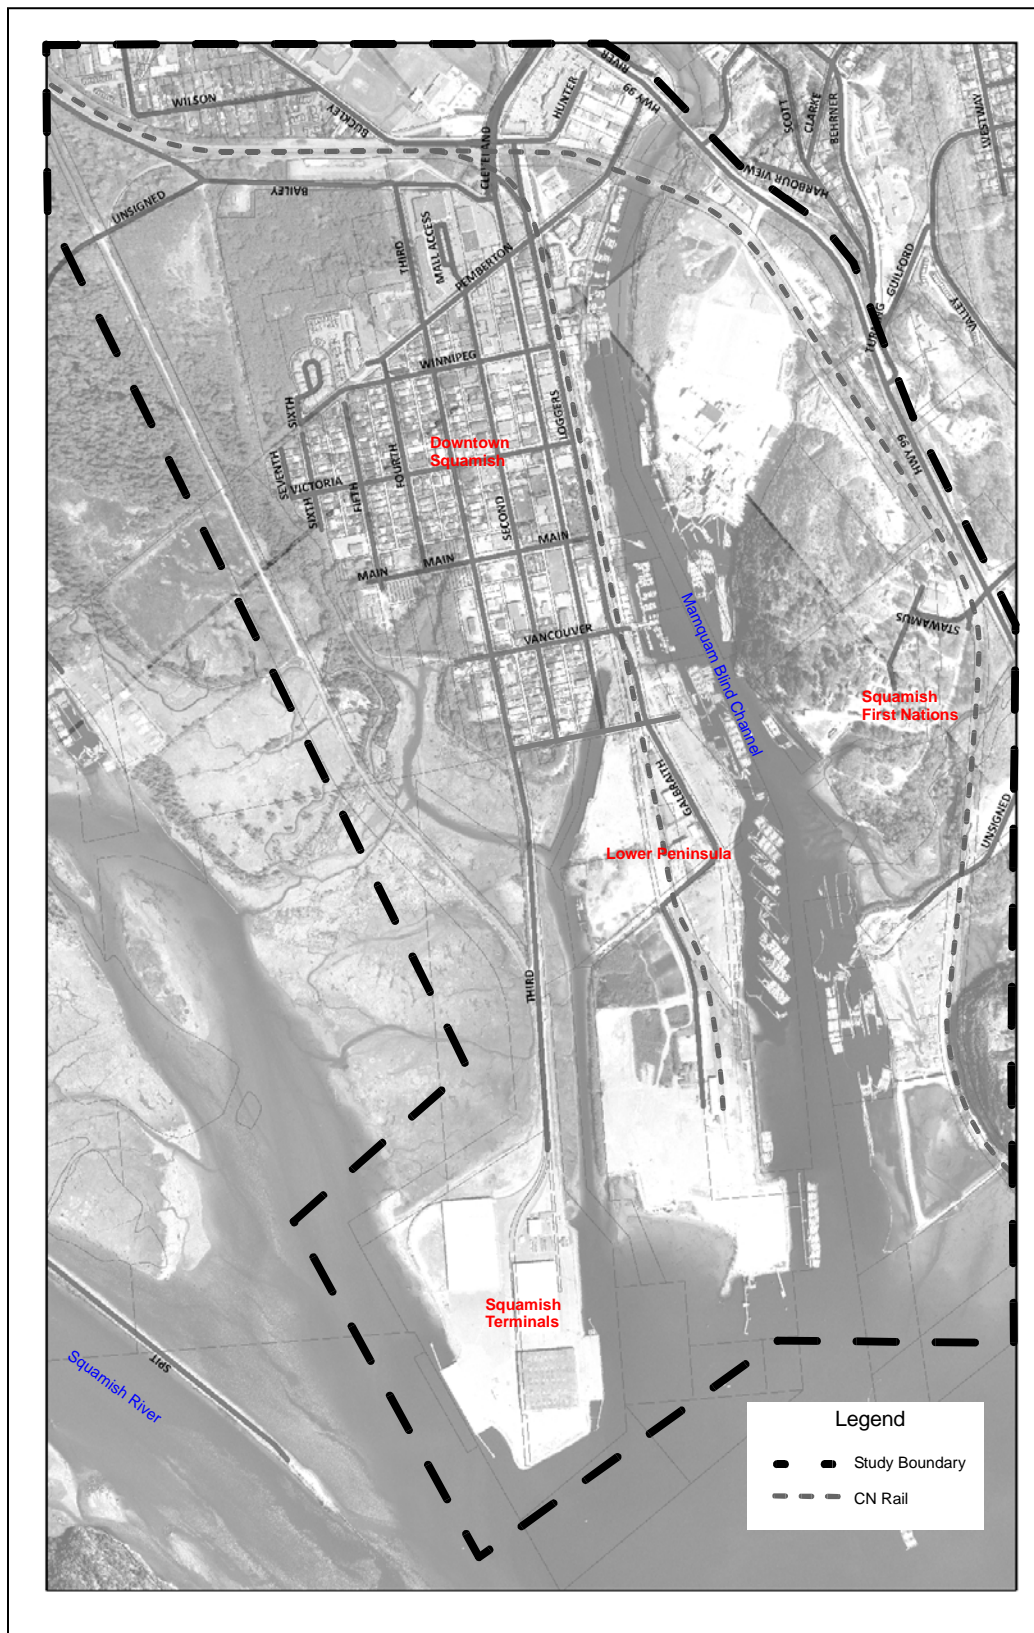 WILSON
BUCKLEY
HUNTER
RIVER
HWY 99
CLEVELAND
SCOTT
CLARKE
BEHRNER
WESTWAY
HARBOUR VIEW
UNSIGNED
BAILEY
THIRD
MALL ACCESS
PEMBERTON
GUILFORD
VALLEY
WINNIPEG
SIXTH
LOGGERS
Downtown
Squamish
HWY 99
SEVENTH
VICTORIA
SIXTH
FIFTH
FOURTH
SECOND
MAIN
MAIN
MAIN
VANCOUVER
Mamquam Blind Channel
STAWAMUS
Squamish
First Nations
GALBRAITH
UNSIGNED
Lower Peninsula
THIRD
Squamish
Terminals
SPIT
Squamish River
Legend
Study Boundary
CN Rail